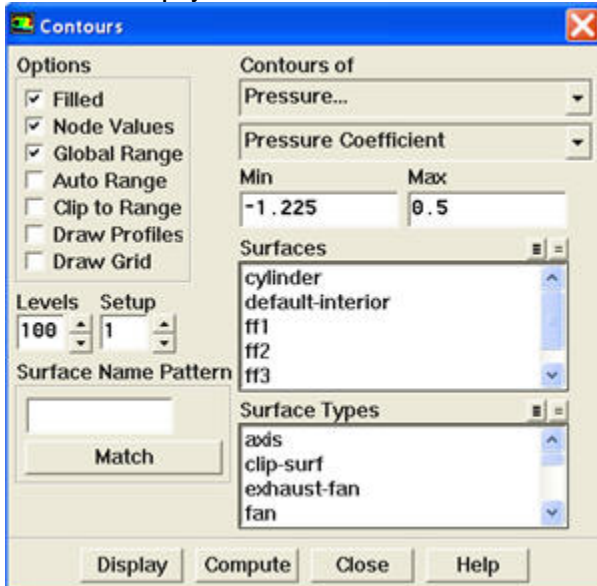 Contours
Options
Filled
Node Values
Global Range
Auto Range
Clip to Range
Draw Profiles
Draw Grid
Levels Setup
100 1
Surface Name Pattern
Match
Contours of
Pressure...
Pressure Coefficient
Min Max
-1.225 0.5
Surfaces
cylinder
default-interior
ff1
ff2
ff3
Surface Types
axis
clip-surf
exhaust-fan
fan
Display Compute Close Help